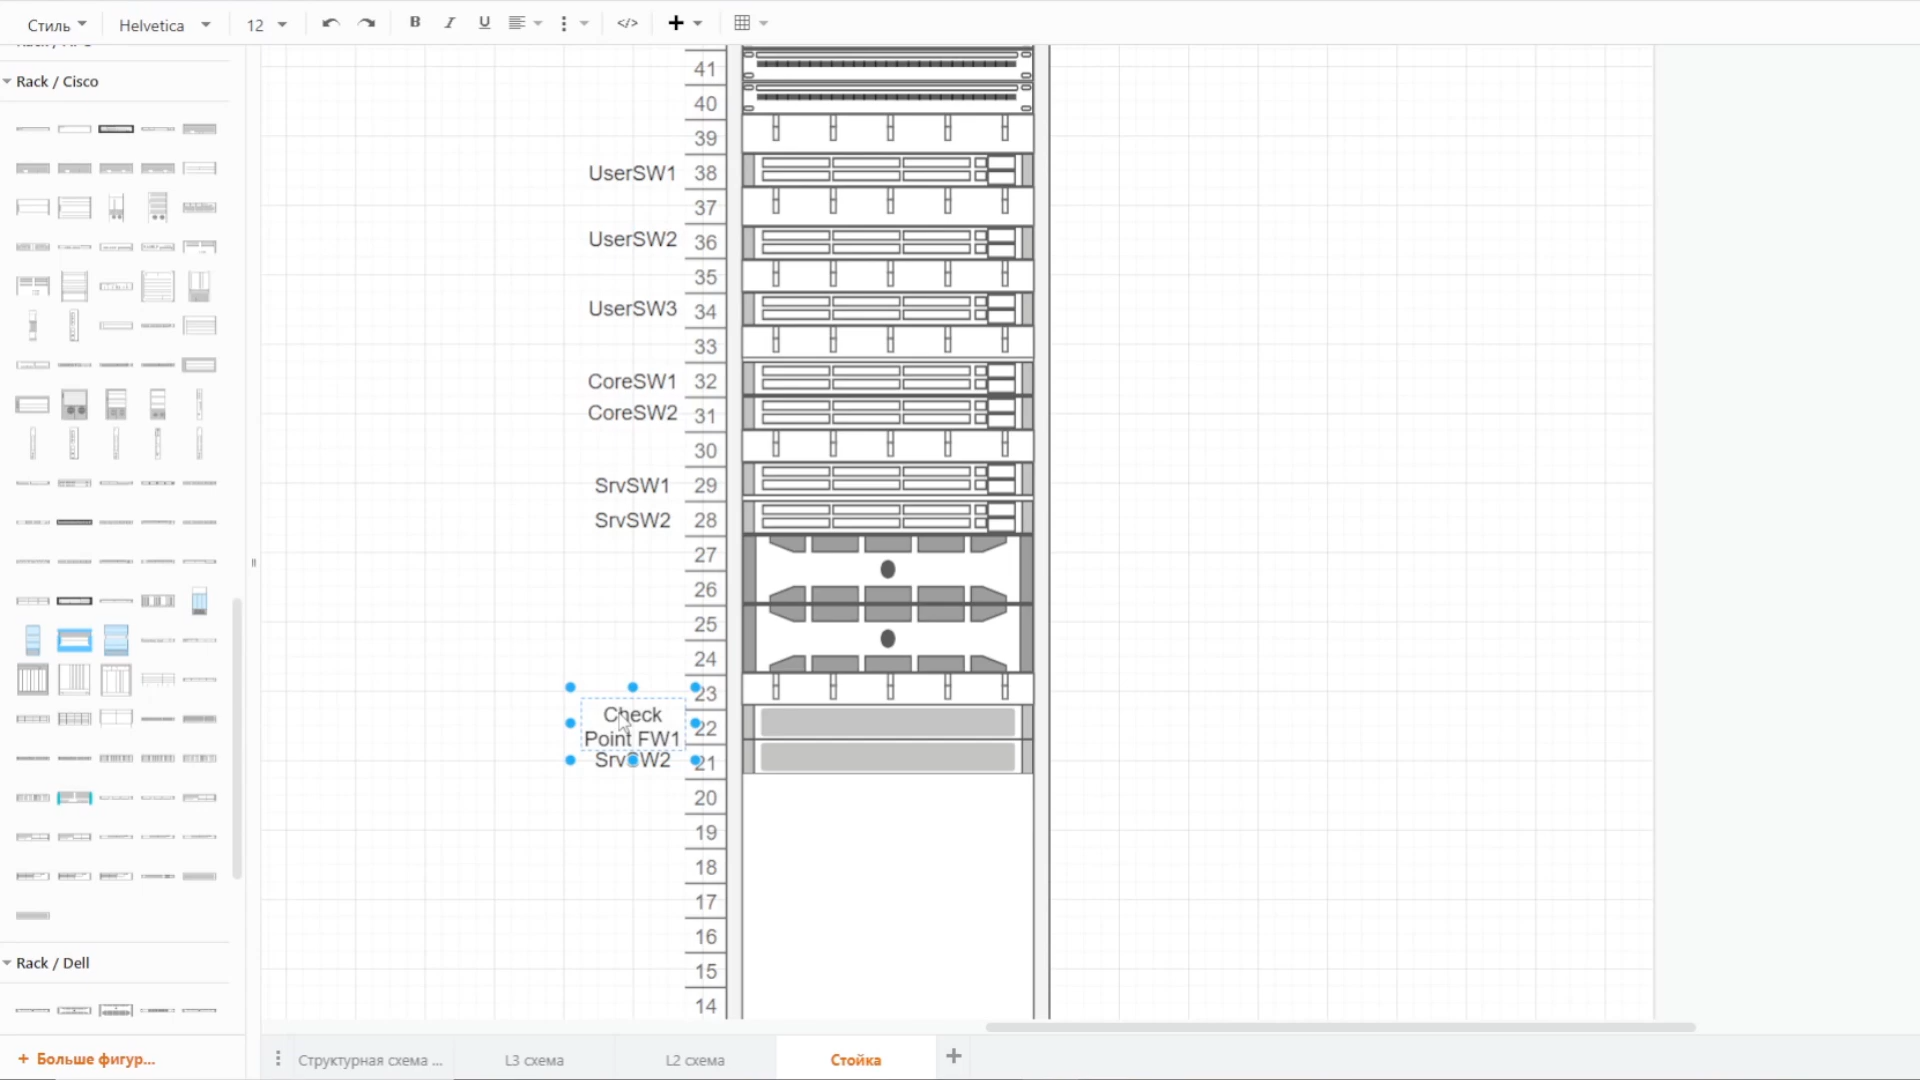 Стиль
Helvetica
12
B
I
U
</>
Rack / Cisco
41
40
39
UserSW1 38
37
UserSW2 36
35
UserSW3 34
33
CoreSW1 32
CoreSW2 31
30
SrvSW1 29
SrvSW2 28
27
26
25
24
23
Check
Point FW1 22
SrvSW2 21
20
19
18
17
16
15
14
Rack / Dell
+ Больше фигур...
Структурная схема ...
L3 схема
L2 схема
Стойка